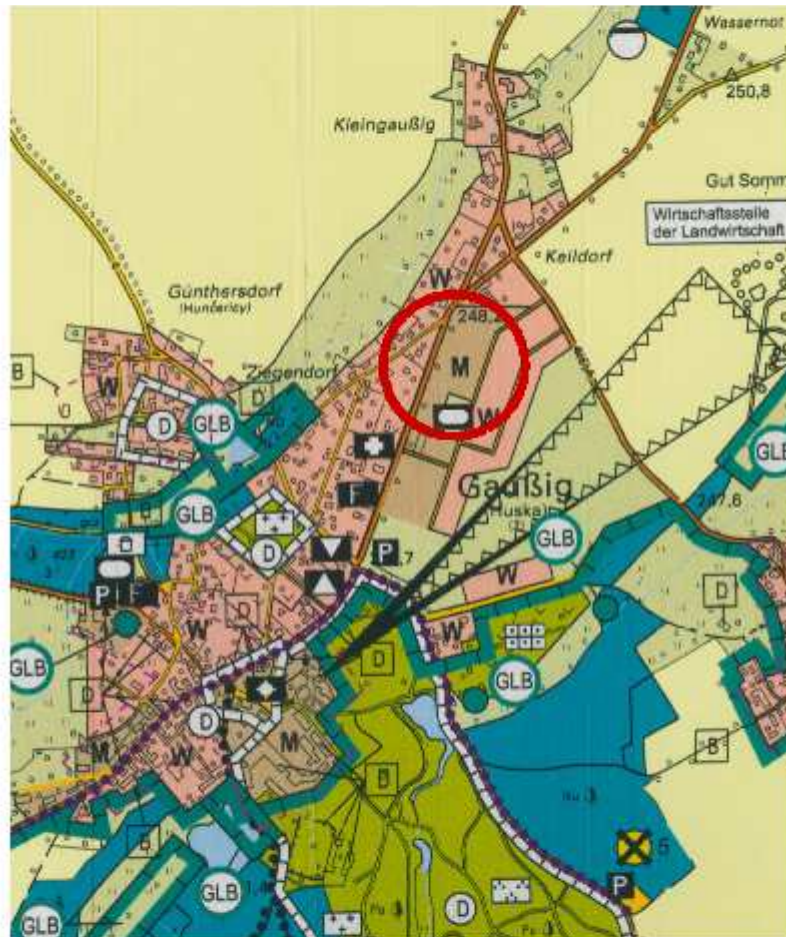 Wassernot
250,8
Kleingaußig
Gut Somm
Wirtschaftsstelle
der Landwirtschaft
Keildorf
Günthersdorf
(Hunćericy)
W
248,
Ziegendorf
M
B
W
D
D
GLB
W
F
Gaußig
(Huska)
GLB
247,6
B
GLB
D
GLB
P
,7
W
D
P
F
D
W
W
D
GLB
D
D
GLB
D
M
W
M
D
B
B
5
GLB
P
D
GLB